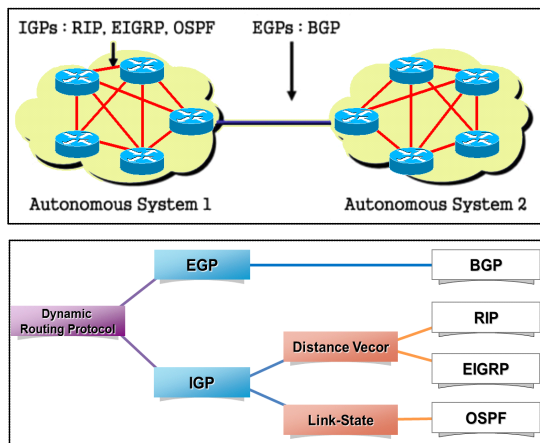 IGPs : RIP, EIGRP, OSPF
EGPs : BGP
Autonomous System 1
Autonomous System 2
EGP
BGP
Dynamic
Routing Protocol
RIP
Distance Vecor
EIGRP
IGP
Link-State
OSPF